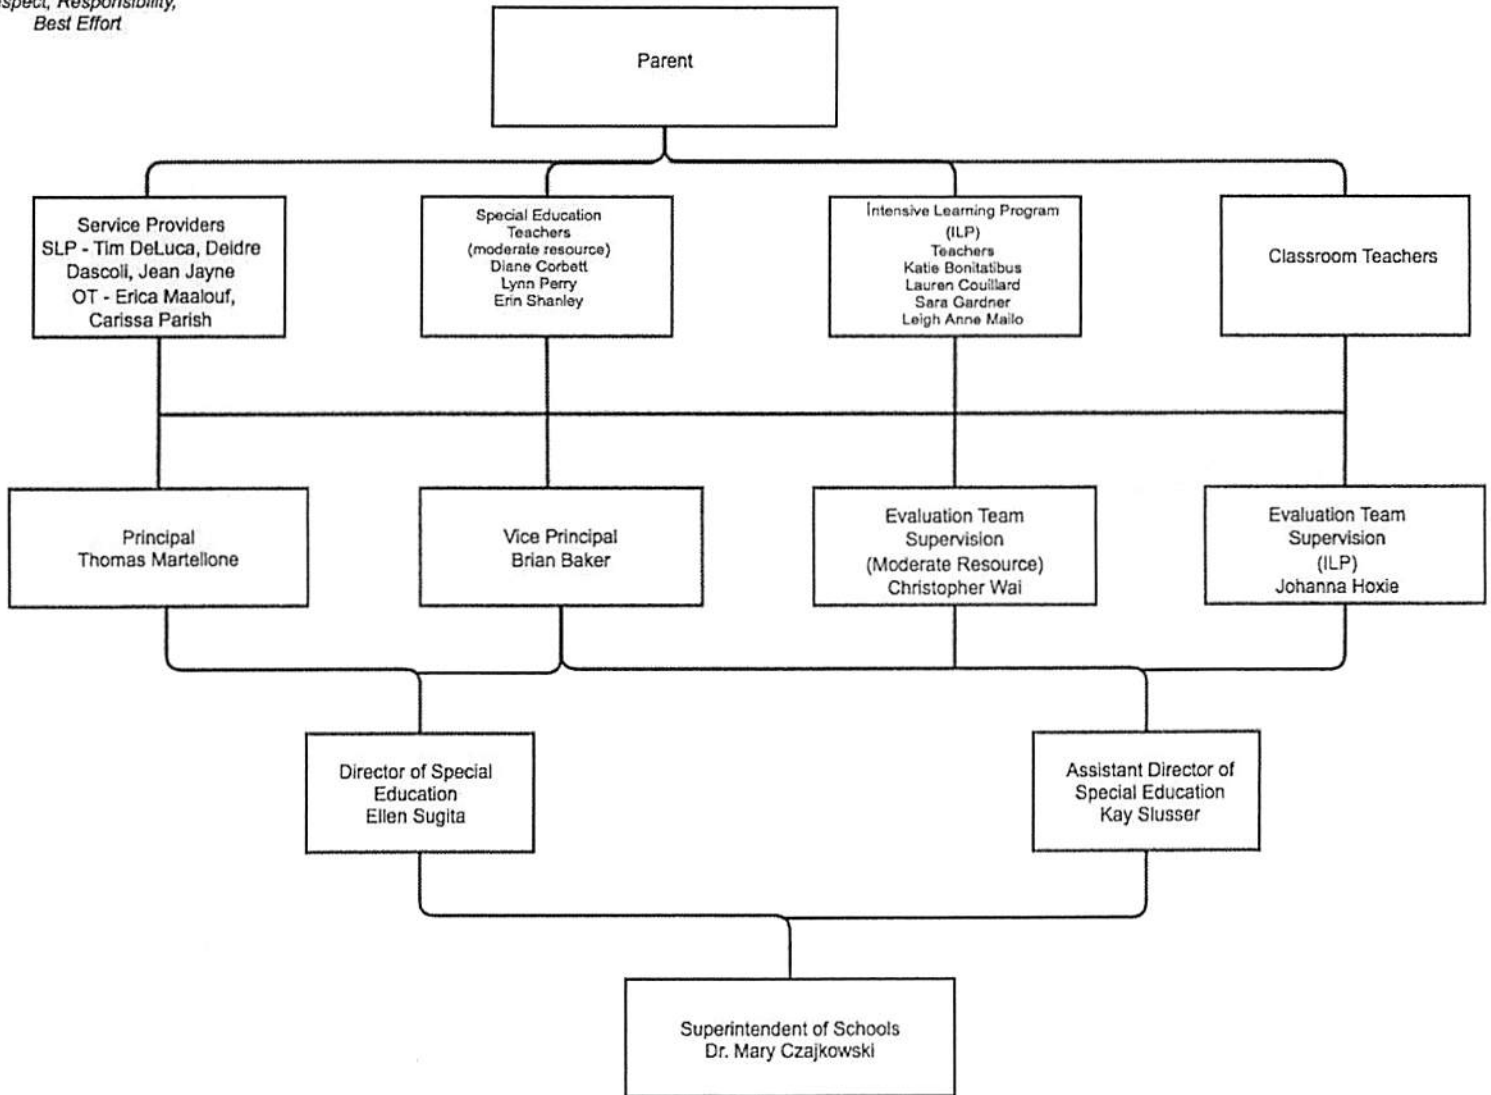 Responsibility,
Best Effort
Parent
Service Providers
SLP - Tim DeLuca, Deidre
Dascoli, Jean Jayne
OT - Erica Maalouf,
Carissa Parish
Special Education
Teachers
(moderate resource)
Diane Corbett
Lynn Perry
Erin Shanley
Intensive Learning Program
(ILP)
Teachers
Katie Bonitatibus
Lauren Couillard
Sara Gardner
Leigh Anne Mailo
Classroom Teachers
Principal
Thomas Martellone
Vice Principal
Brian Baker
Evaluation Team
Supervision
(Moderate Resource)
Christopher Wai
Evaluation Team
Supervision
(ILP)
Johanna Hoxie
Director of Special
Education
Ellen Sugita
Assistant Director of
Special Education
Kay Slusser
Superintendent of Schools
Dr. Mary Czajkowski